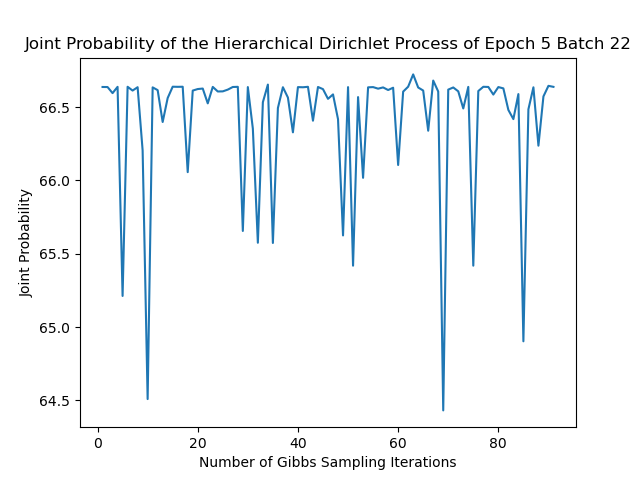 Joint Probability of the Hierarchical Dirichlet Process of Epoch 5 Batch 22
Joint Probability
66.5
66.0
65.5
65.0
64.5
0 20 40 60 80
Number of Gibbs Sampling Iterations